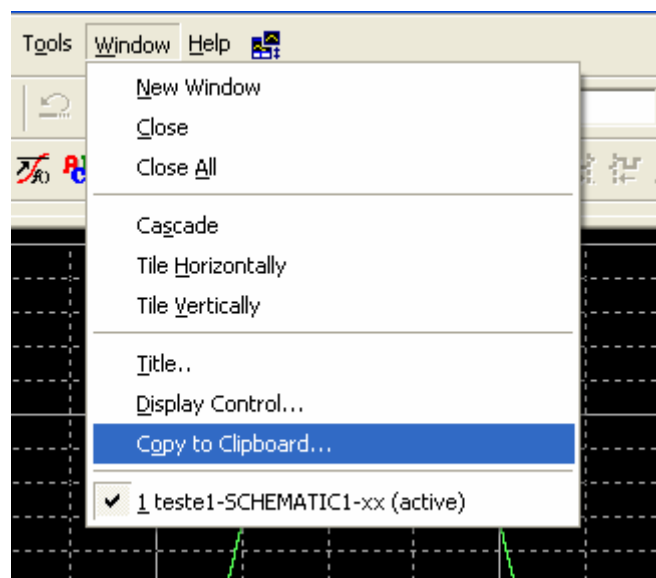 Tools Window Help
New Window
Close
Close All
Cascade
Tile Horizontally
Tile Vertically
Title..
Display Control...
Copy to Clipboard...
1 teste1-SCHEMATIC1-xx (active)